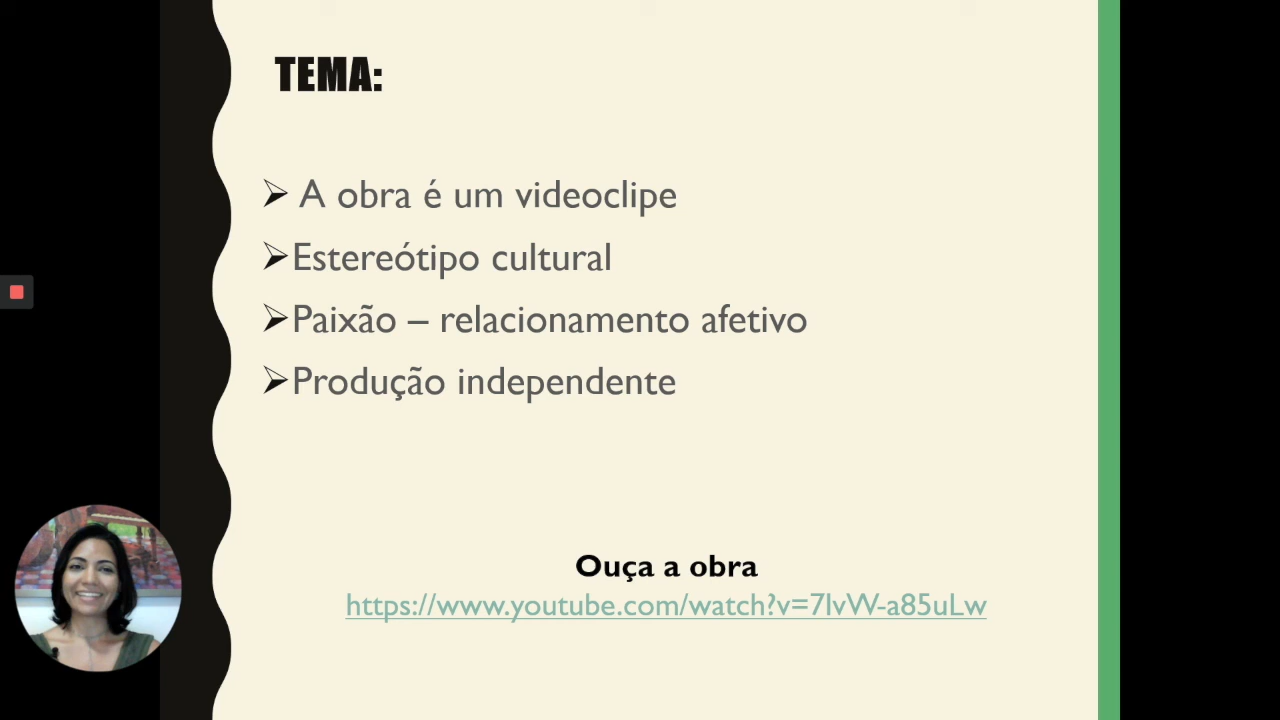 TEMA:
➢ A obra é um videoclipe
➢Estereótipo cultural
➢Paixão – relacionamento afetivo
➢Produção independente
Ouça a obra
https://www.youtube.com/watch?v=7IvW-a85uLw